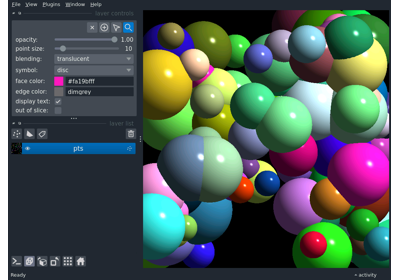 File View Plugins Window Help
layer controls
opacity: 1.00
point size: 10
blending: translucent
symbol: disc
face color: #fa19bfff
edge color: dimgrey
display text:
out of slice:
layer list
pts
Ready
activity